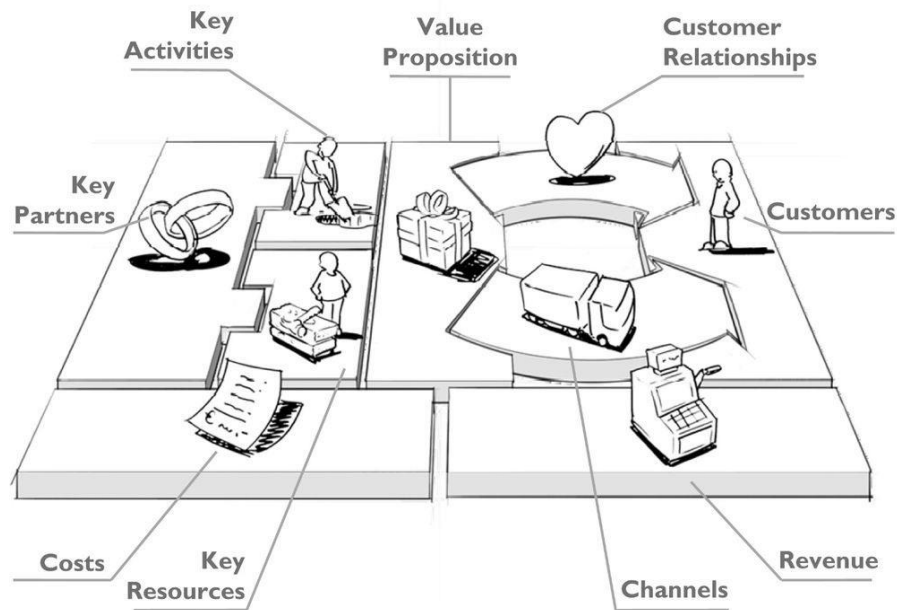 Key
Activities
Value
Proposition
Customer
Relationships
Key
Partners
Customers
Costs
Key
Resources
Channels
Revenue